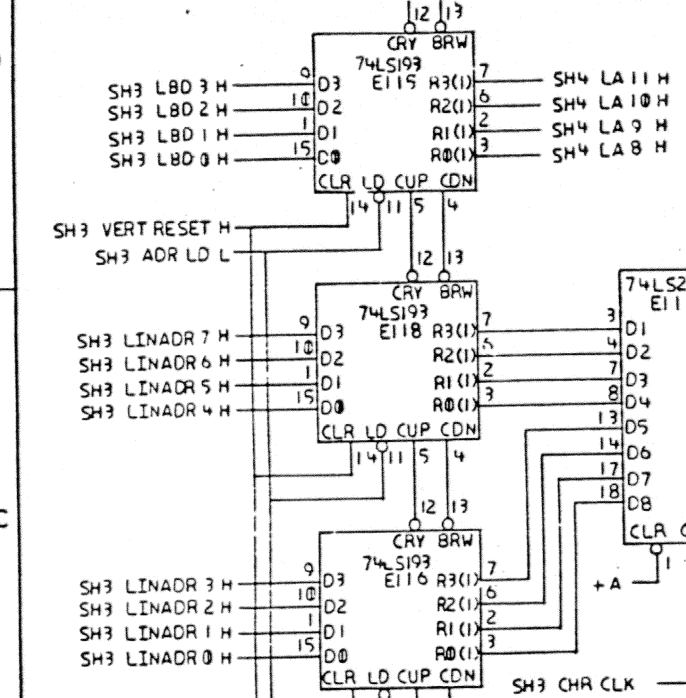 12 13
CRY BRW
74LS193
E115
SH3 LBD 3 H 9 D3 R3(1) 7 SH4 LA 11 H
SH3 LBD 2 H 10 D2 R2(1) 6 SH4 LA 10 H
SH3 LBD 1 H 1 D1 R1(1) 2 SH4 LA 9 H
SH3 LBD 0 H 15 D0 R0(1) 3 SH4 LA 8 H
CLR LD CUP CDN
14 11 5 4
SH3 VERT RESET H
SH3 ADR LD L
12 13
CRY BRW
74LS193
E118
SH3 LINADR 7 H 9 D3 R3(1) 7
SH3 LINADR 6 H 10 D2 R2(1) 6
SH3 LINADR 5 H 1 D1 R1(1) 2
SH3 LINADR 4 H 15 D0 R0(1) 3
CLR LD CUP CDN
14 11 5 4
74LS2
E11
3 D1
4 D2
7 D3
8 D4
13 D5
14 D6
17 D7
18 D8
CLR C
+A 1
12 13
CRY BRW
74LS193
E116
SH3 LINADR 3 H 9 D3 R3(1) 7
SH3 LINADR 2 H 10 D2 R2(1) 6
SH3 LINADR 1 H 1 D1 R1(1) 2
SH3 LINADR 0 H 15 D0 R0(1) 3
CLR LD CUP CDN
SH3 CHR CLK
C